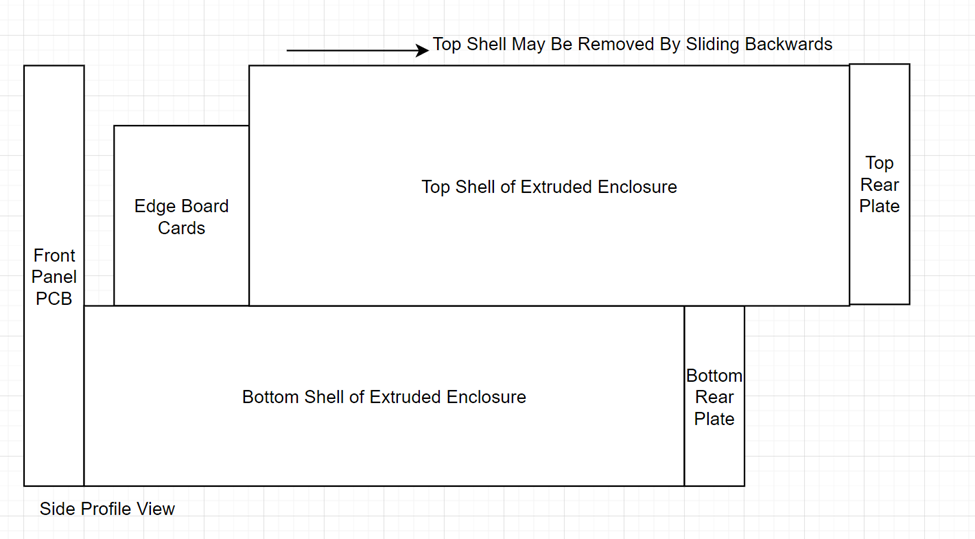 Top Shell May Be Removed By Sliding Backwards
Top
Rear
Plate
Top Shell of Extruded Enclosure
Edge Board
Cards
Front
Panel
PCB
Bottom Shell of Extruded Enclosure
Bottom
Rear
Plate
Side Profile View